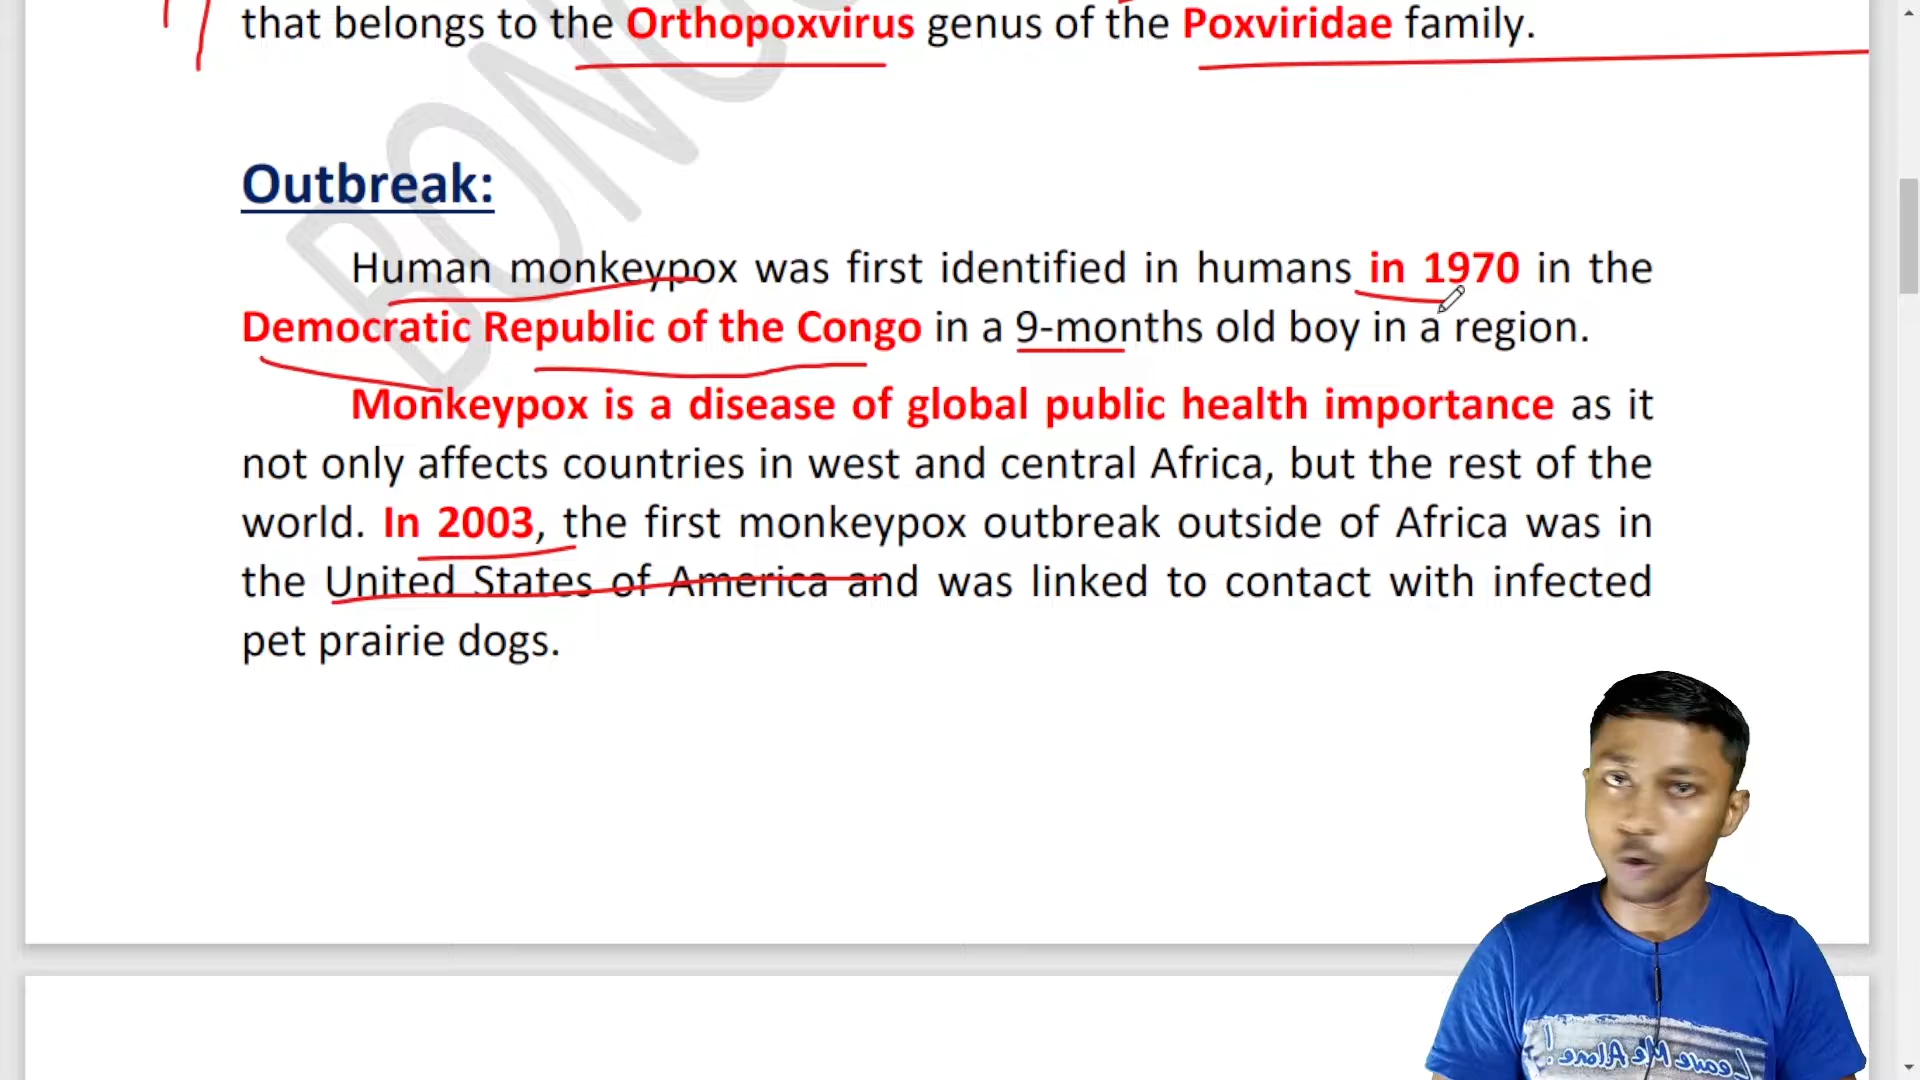 that belongs to the Orthopoxvirus genus of the Poxviridae family.
Outbreak:
Human monkeypox was first identified in humans in 1970 in the
Democratic Republic of the Congo in a 9-months old boy in a region.
Monkeypox is a disease of global public health importance as it
not only affects countries in west and central Africa, but the rest of the
world. In 2003, the first monkeypox outbreak outside of Africa was in
the United States of America and was linked to contact with infected
pet prairie dogs.
BONG
Leave Me Alone!